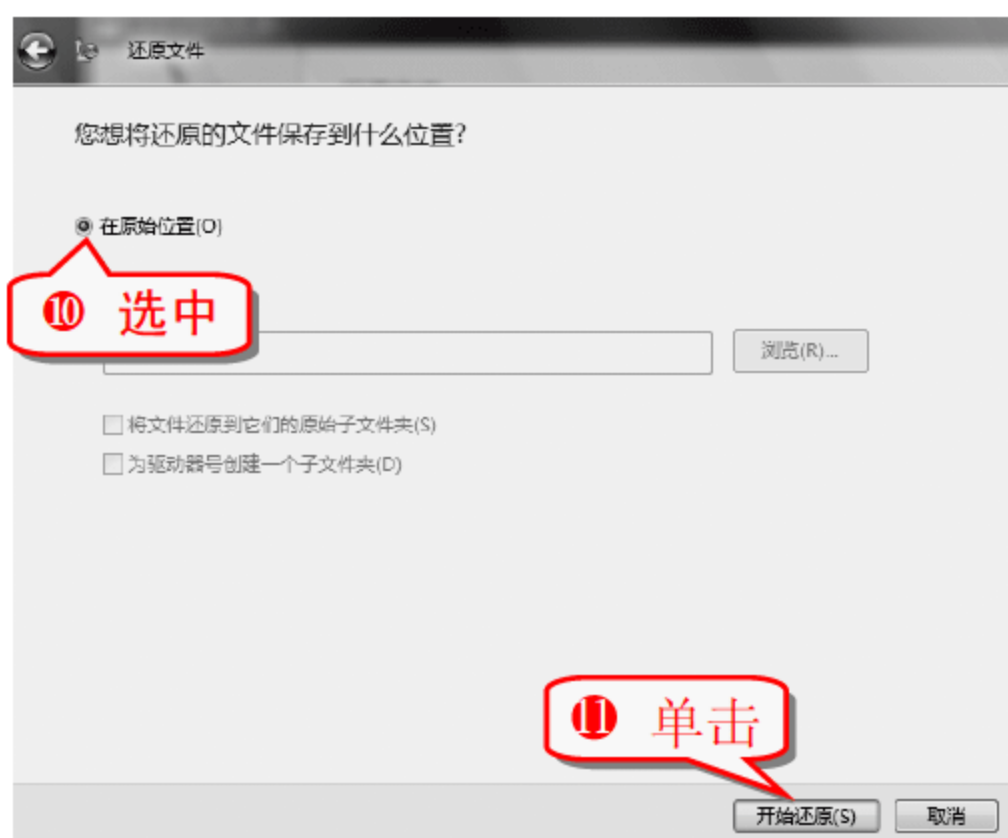 还原文件
您想将还原的文件保存到什么位置?
在原始位置(O)
⑩ 选中
浏览(R)...
将文件还原到它们的原始子文件夹(S)
为驱动器号创建一个子文件夹(D)
⑪ 单击
开始还原(S) 取消